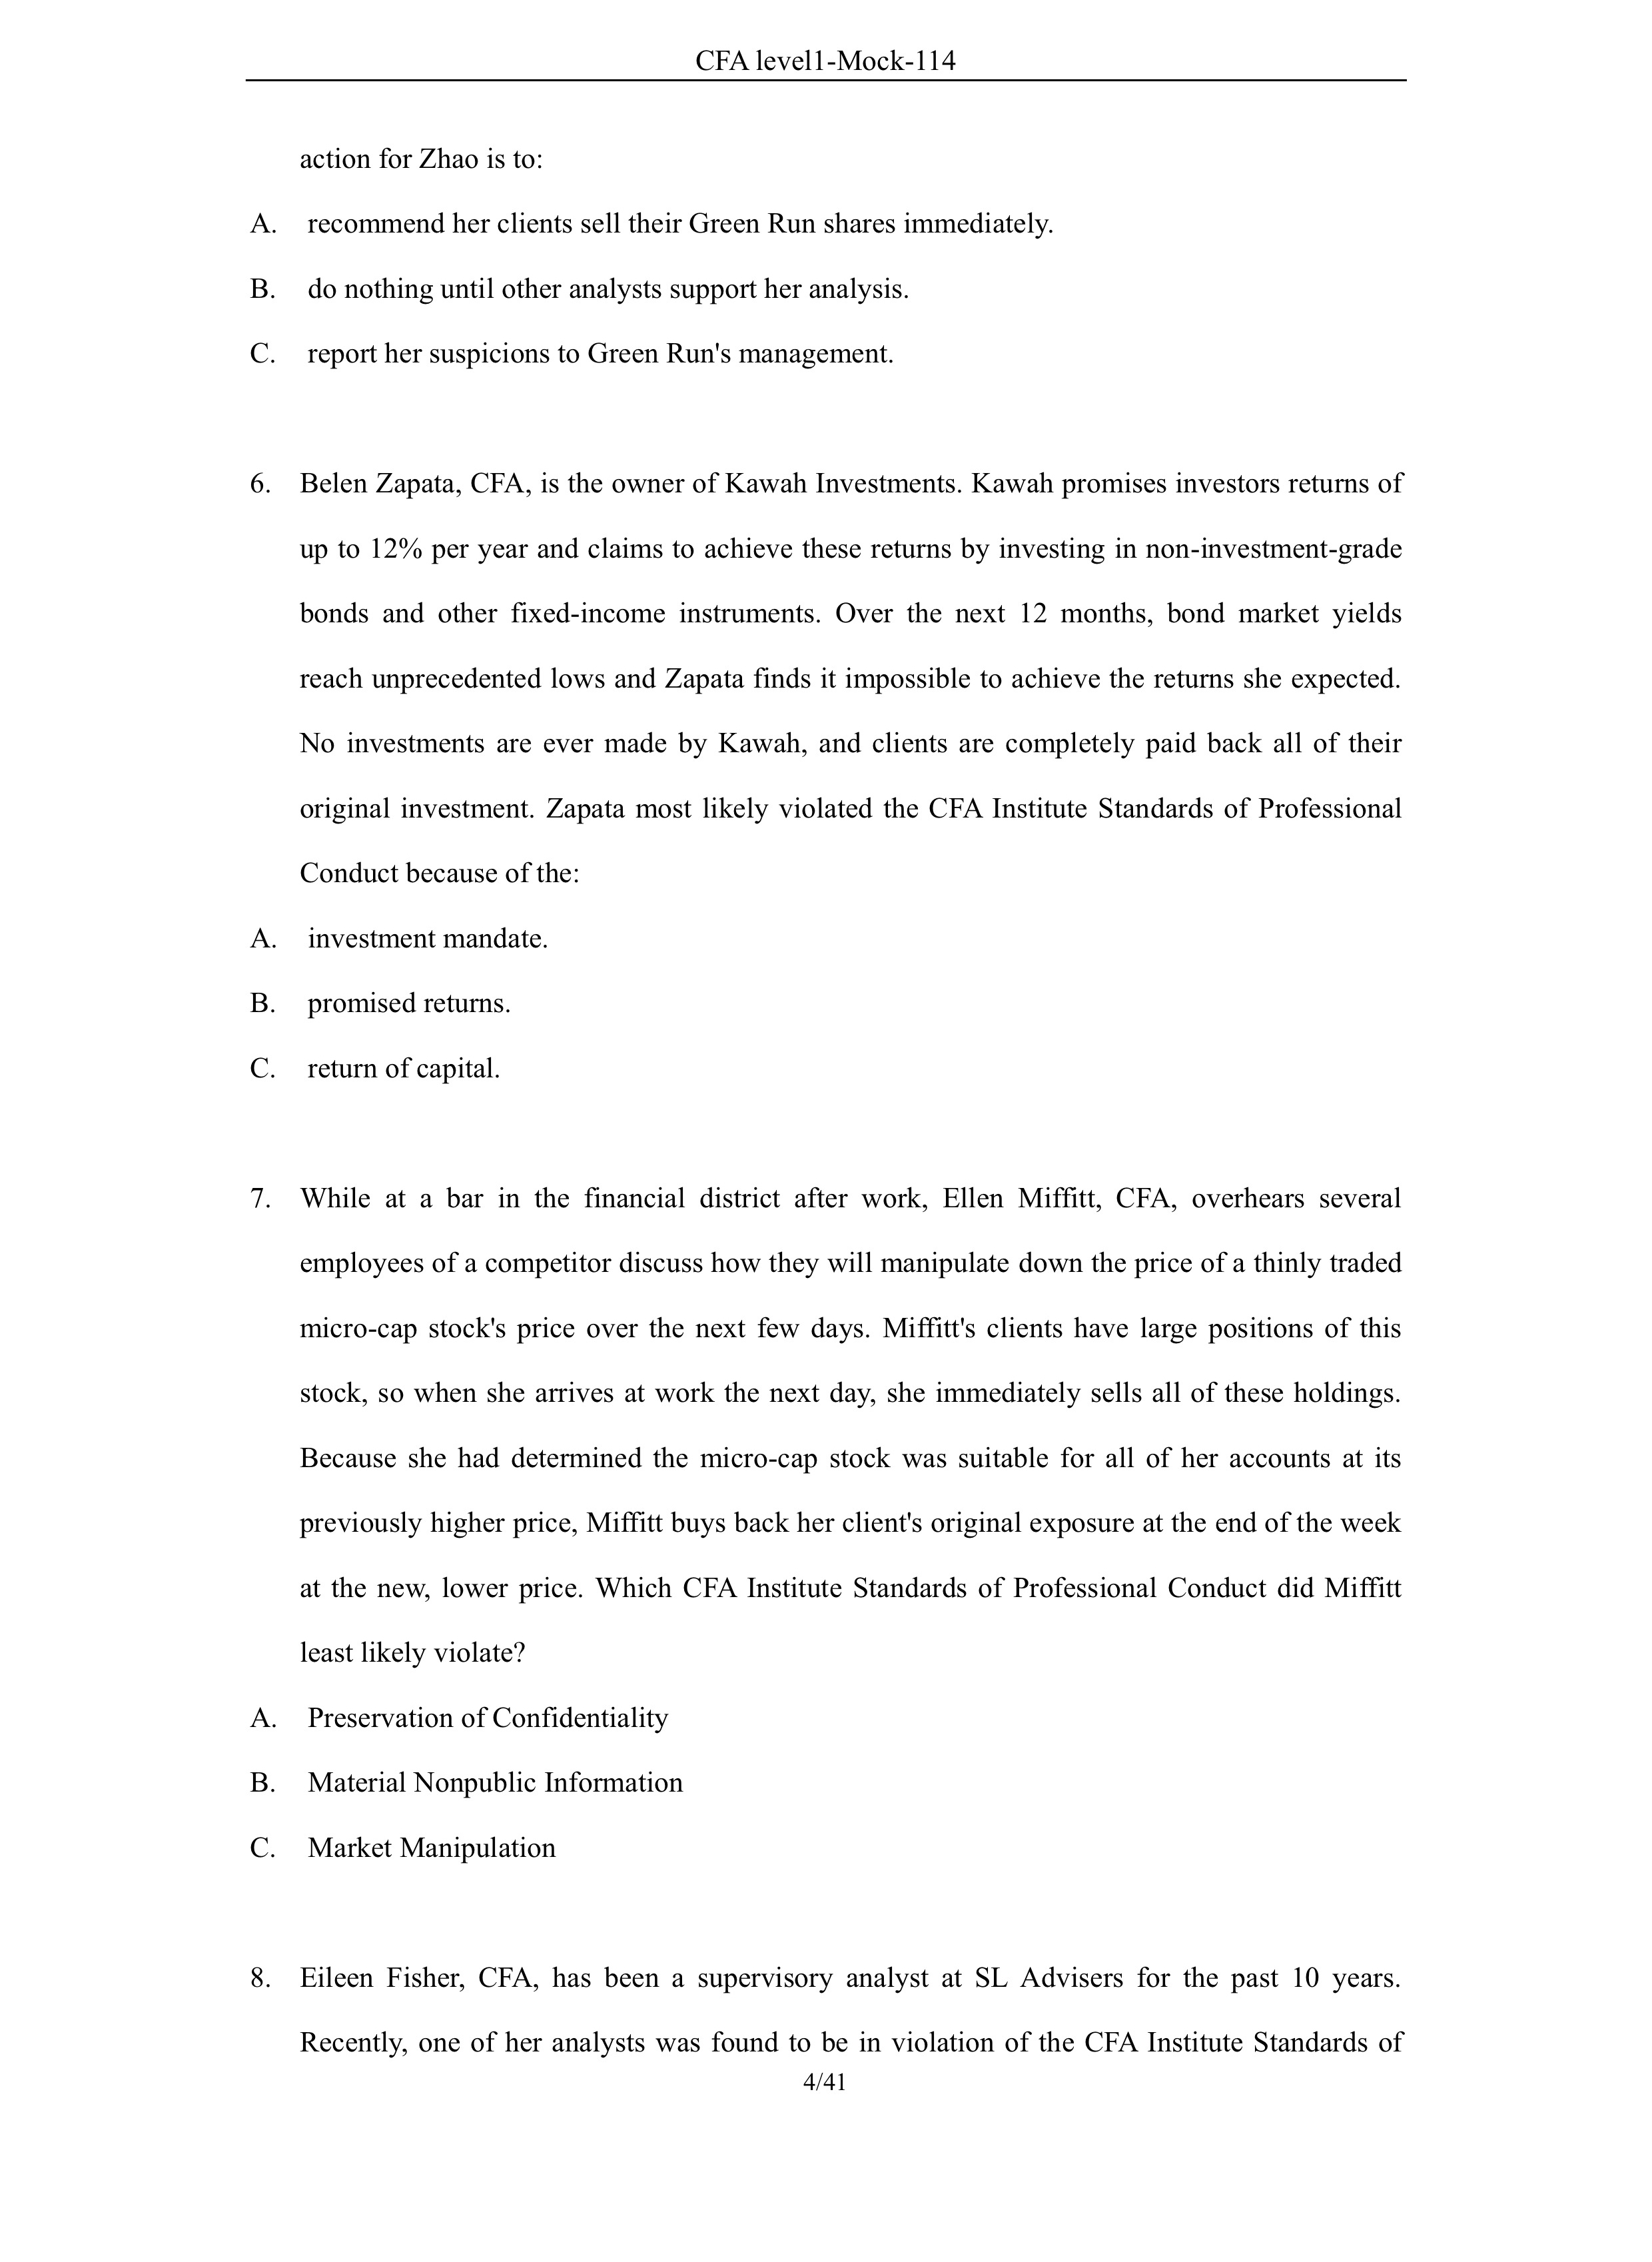 CFA level1-Mock-114
action for Zhao is to:
A. recommend her clients sell their Green Run shares immediately.
B. do nothing until other analysts support her analysis.
C. report her suspicions to Green Run's management.
6. Belen Zapata, CFA, is the owner of Kawah Investments. Kawah promises investors returns of
up to 12% per year and claims to achieve these returns by investing in non-investment-grade
bonds and other fixed-income instruments. Over the next 12 months, bond market yields
reach unprecedented lows and Zapata finds it impossible to achieve the returns she expected.
No investments are ever made by Kawah, and clients are completely paid back all of their
original investment. Zapata most likely violated the CFA Institute Standards of Professional
Conduct because of the:
A. investment mandate.
B. promised returns.
C. return of capital.
7. While at a bar in the financial district after work, Ellen Miffitt, CFA, overhears several
employees of a competitor discuss how they will manipulate down the price of a thinly traded
micro-cap stock's price over the next few days. Miffitt's clients have large positions of this
stock, so when she arrives at work the next day, she immediately sells all of these holdings.
Because she had determined the micro-cap stock was suitable for all of her accounts at its
previously higher price, Miffitt buys back her client's original exposure at the end of the week
at the new, lower price. Which CFA Institute Standards of Professional Conduct did Miffitt
least likely violate?
A. Preservation of Confidentiality
B. Material Nonpublic Information
C. Market Manipulation
8. Eileen Fisher, CFA, has been a supervisory analyst at SL Advisers for the past 10 years.
Recently, one of her analysts was found to be in violation of the CFA Institute Standards of
4/41